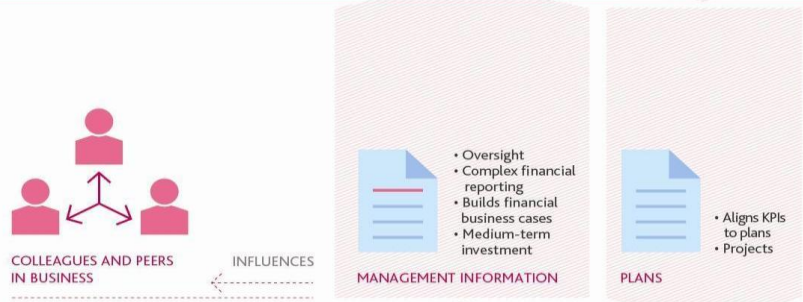 • Oversight
• Complex financial
reporting
• Builds financial
business cases
• Medium-term
investment
• Aligns KPIs
to plans
• Projects
COLLEAGUES AND PEERS
IN BUSINESS
INFLUENCES
MANAGEMENT INFORMATION
PLANS